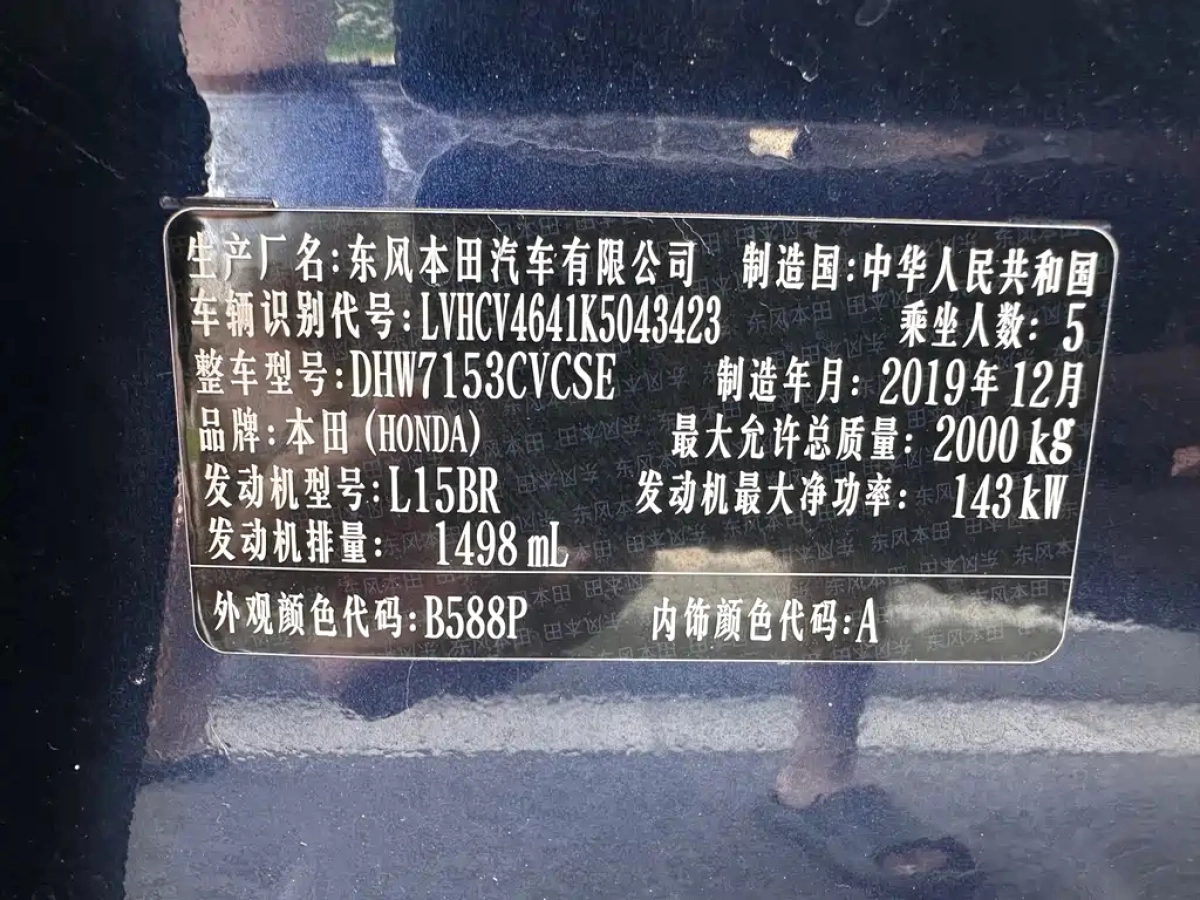 生产厂名:东风本田汽车有限公司 制造国:中华人民共和国
车辆识别代号:LVHCV4641K5043423 乘坐人数:5
整车型号:DHW7153CVCSE 制造年月:2019年12月
品牌:本田(HONDA) 最大允许总质量:2000kg
发动机型号:L15BR 发动机最大净功率:143kW
发动机排量:1498mL
外观颜色代码:B588P 内饰颜色代码:A